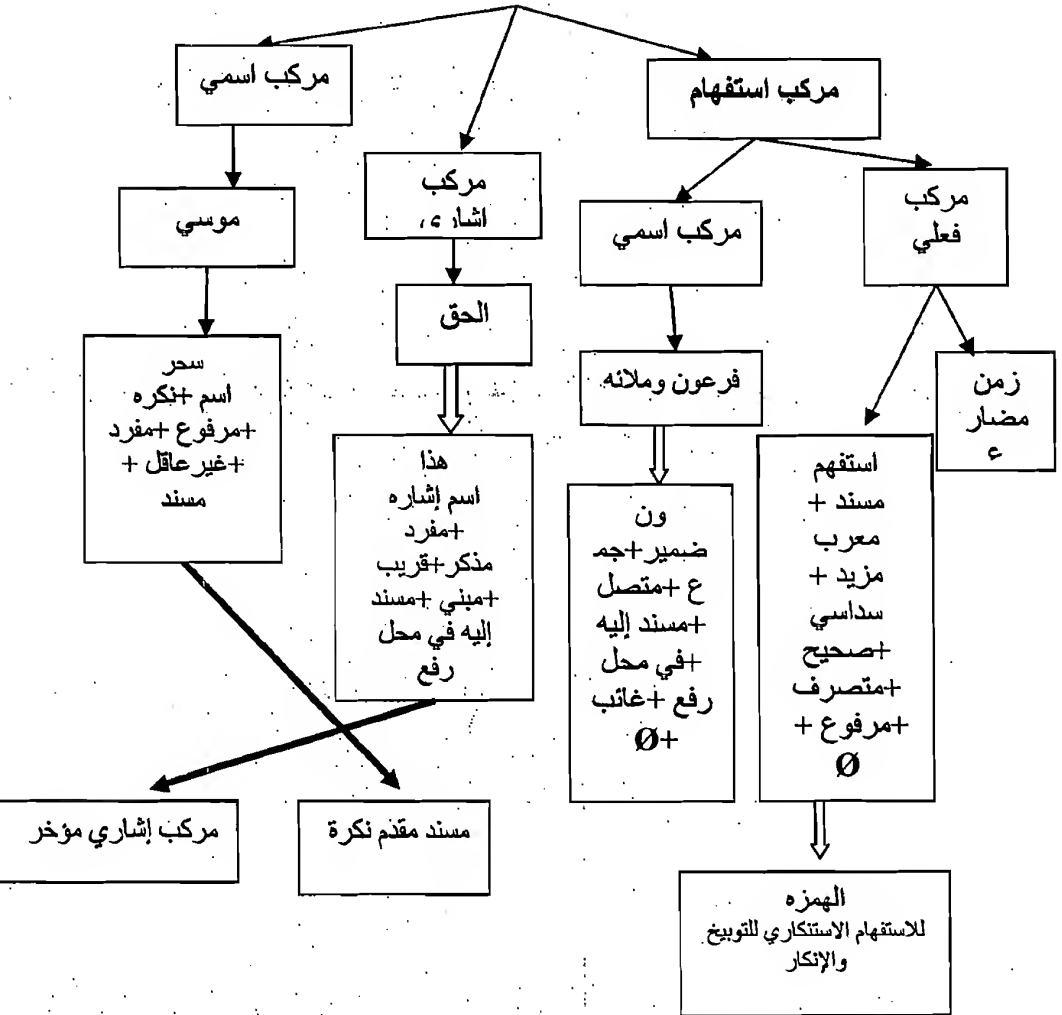 مركب استفهام
مركب اسمي
مركب
اشاري
مركب
فعلي
مركب اسمي
موسي
الحق
فرعون وملائه
زمن
مضار
ع
سحر
اسم +نكره
+مرفوع +مفرد
+غير عاقل +
مسند
هذا
اسم إشاره
+مفرد
مذكر+قريب
+مبني +مسند
إليه في محل
رفع
ون
ضمير+جم
ع +متصل
+مسند إليه
+في محل
رفع +غائب
+Ø
استفهم
مسند +
معرب
مزيد +
سداسي
+صحيح
+متصرف
+مرفوع +
Ø
مسند مقدم نكرة
مركب إشاري مؤخر
الهمزه
للاستفهام الاستنكاري للتوبيخ
والإنكار